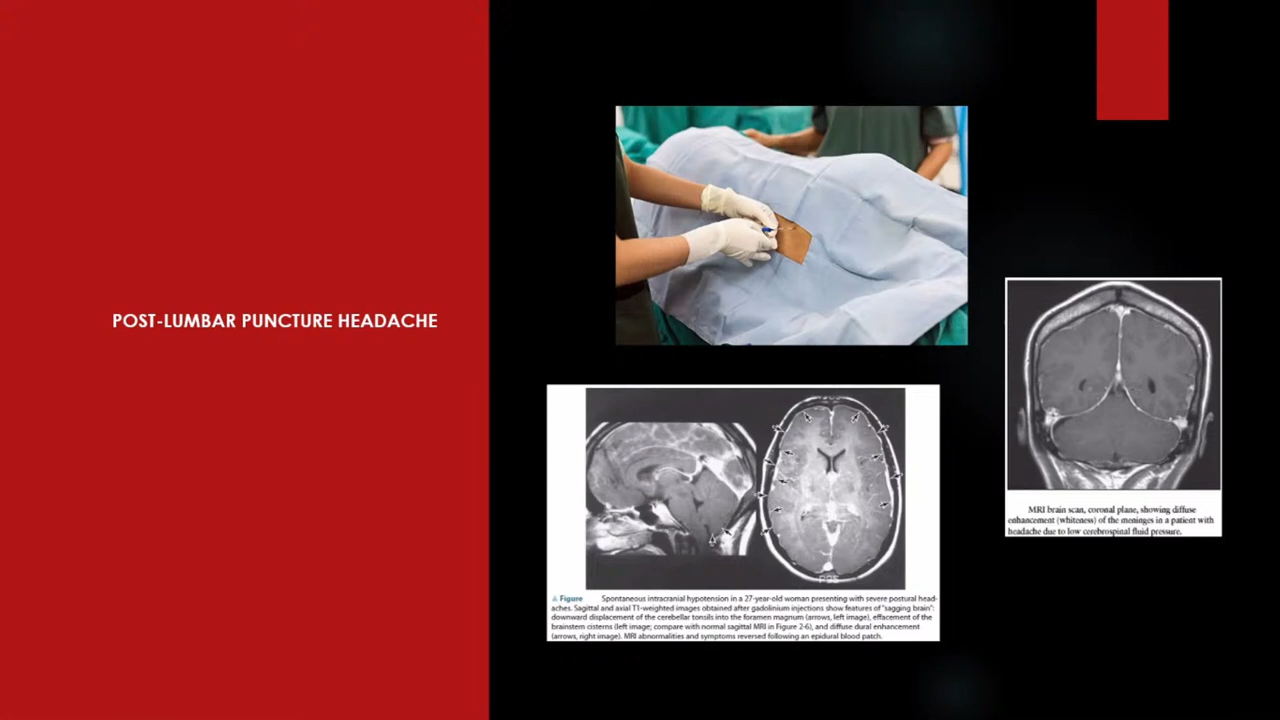 POST-LUMBAR PUNCTURE HEADACHE
MRI brain scan, coronal plane, showing diffuse
enhancement (whiteness) of the meninges in a patient with
headache due to low cerebrospinal fluid pressure.
Figure Spontaneous intracranial hypotension in a 27-year-old woman presenting with severe postural head-
aches. Sagittal and axial T1-weighted images obtained after gadolinium injections show features of "sagging brain":
downward displacement of the cerebellar tonsils into the foramen magnum (arrows, left image), effacement of the
brainstem cisterns (left image; compare with normal sagittal MRI in Figure 2-6), and diffuse dural enhancement
(arrows, right image). MRI abnormalities and symptoms reversed following an epidural blood patch.